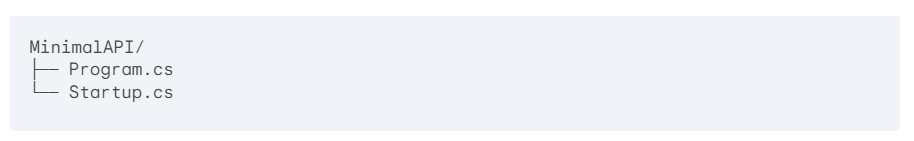 MinimalAPI/
├── Program.cs
└── Startup.cs